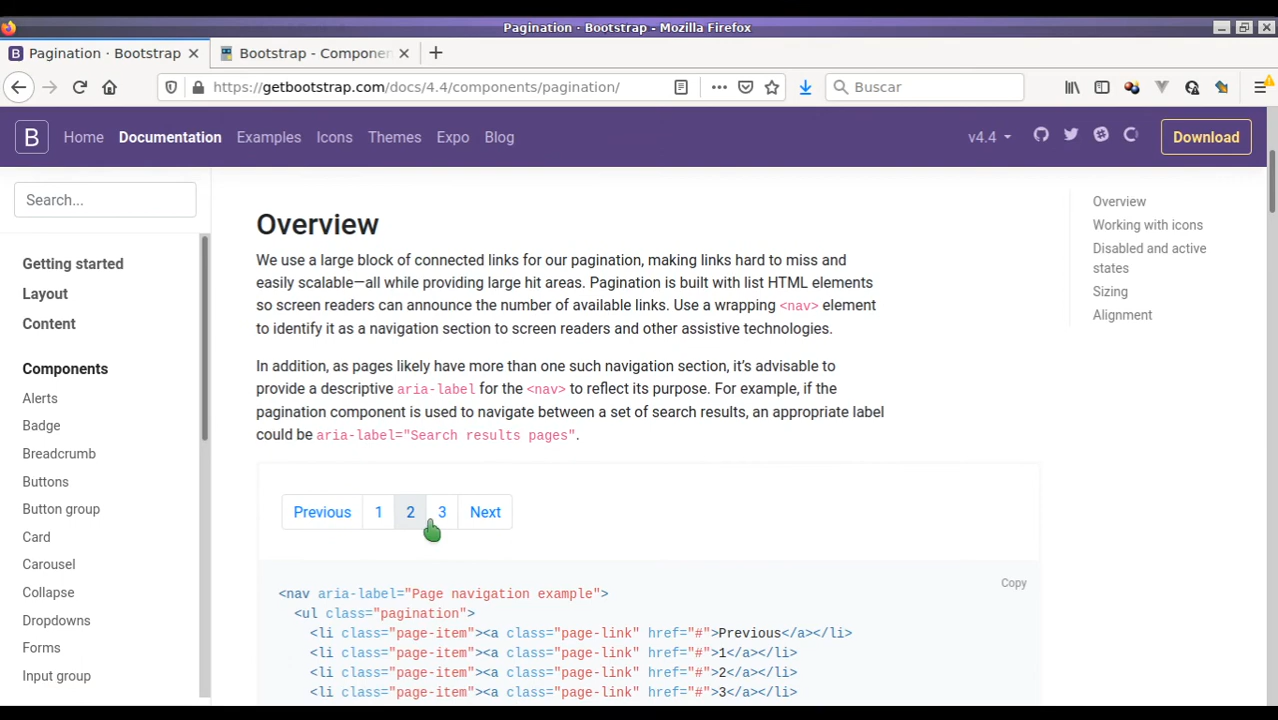 Pagination · Bootstrap - Mozilla Firefox
Pagination · Bootstrap
Bootstrap - Componen
https://getbootstrap.com/docs/4.4/components/pagination/
Buscar
B Home Documentation Examples Icons Themes Expo Blog v4.4 Download
Search...
Getting started
Layout
Content
Components
Alerts
Badge
Breadcrumb
Buttons
Button group
Card
Carousel
Collapse
Dropdowns
Forms
Input group
Overview
We use a large block of connected links for our pagination, making links hard to miss and
easily scalable—all while providing large hit areas. Pagination is built with list HTML elements
so screen readers can announce the number of available links. Use a wrapping <nav> element
to identify it as a navigation section to screen readers and other assistive technologies.
In addition, as pages likely have more than one such navigation section, it’s advisable to
provide a descriptive aria-label for the <nav> to reflect its purpose. For example, if the
pagination component is used to navigate between a set of search results, an appropriate label
could be aria-label="Search results pages".
Previous 1 2 3 Next
Copy
<nav aria-label="Page navigation example">
<ul class="pagination">
<li class="page-item"><a class="page-link" href="#">Previous</a></li>
<li class="page-item"><a class="page-link" href="#">1</a></li>
<li class="page-item"><a class="page-link" href="#">2</a></li>
<li class="page-item"><a class="page-link" href="#">3</a></li>
Overview
Working with icons
Disabled and active
states
Sizing
Alignment